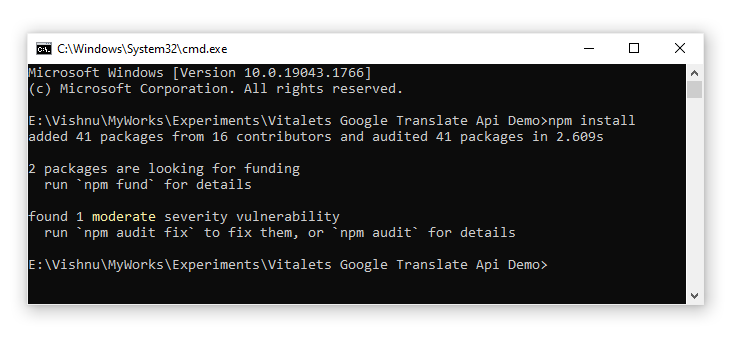 C:\Windows\System32\cmd.exe
Microsoft Windows [Version 10.0.19043.1766]
(c) Microsoft Corporation. All rights reserved.
E:\Vishnu\MyWorks\Experiments\Vitalets Google Translate Api Demo>npm install
added 41 packages from 16 contributors and audited 41 packages in 2.609s
2 packages are looking for funding
  run `npm fund` for details
found 1 moderate severity vulnerability
  run `npm audit fix` to fix them, or `npm audit` for details
E:\Vishnu\MyWorks\Experiments\Vitalets Google Translate Api Demo>